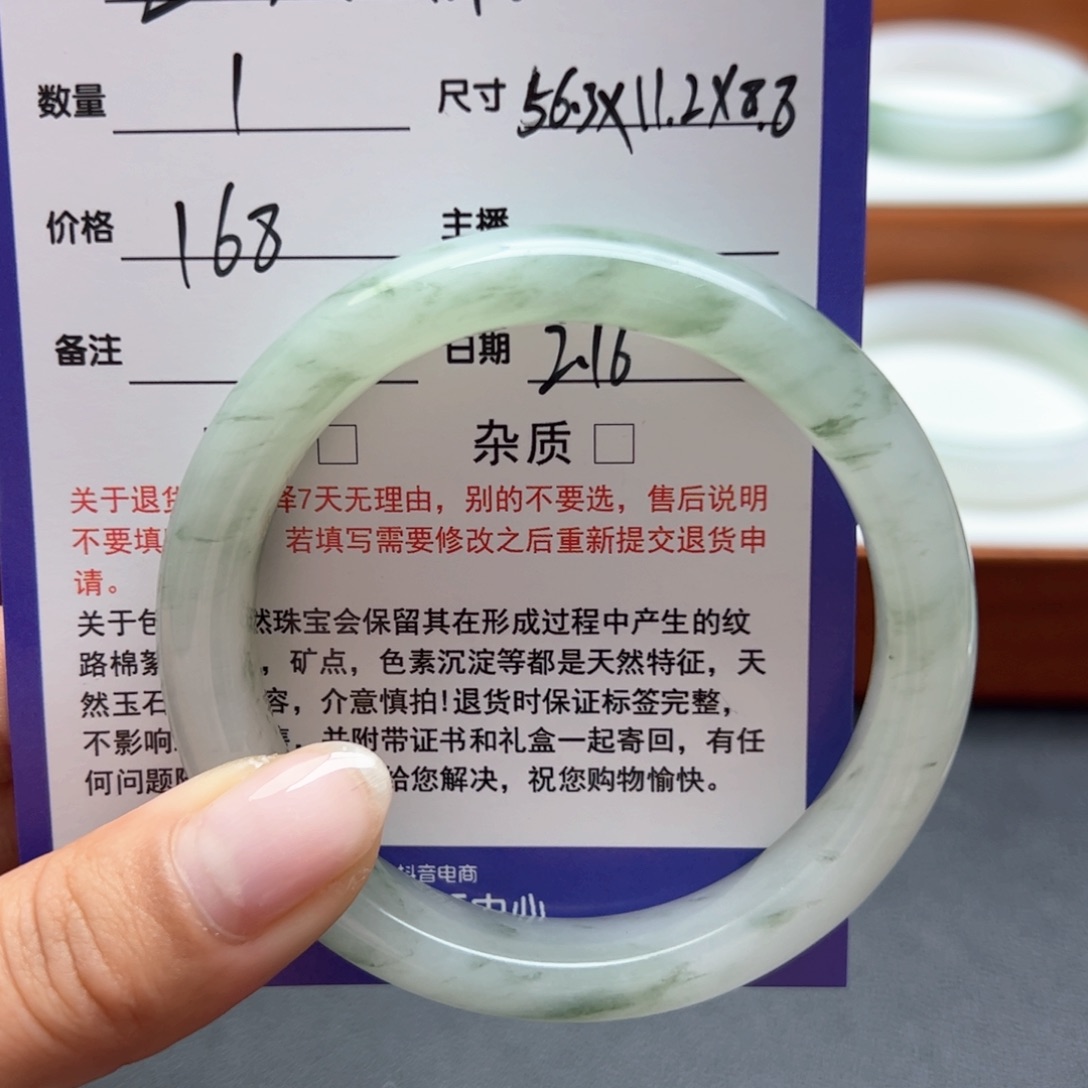 数量 1 尺寸 56.3X11.2X8.8
价格 168 主播
备注 日期 2.16
杂质
关于退货 择7天无理由，别的不要选，售后说明
不要填 若填写需要修改之后重新提交退货申
请。
关于包 然珠宝会保留其在形成过程中产生的纹
路棉絮 ，矿点，色素沉淀等都是天然特征，天
然玉石 容，介意慎拍!退货时保证标签完整，
不影响 ，并附带证书和礼盒一起寄回，有任
何问题 给您解决，祝您购物愉快。
抖音电商
中心